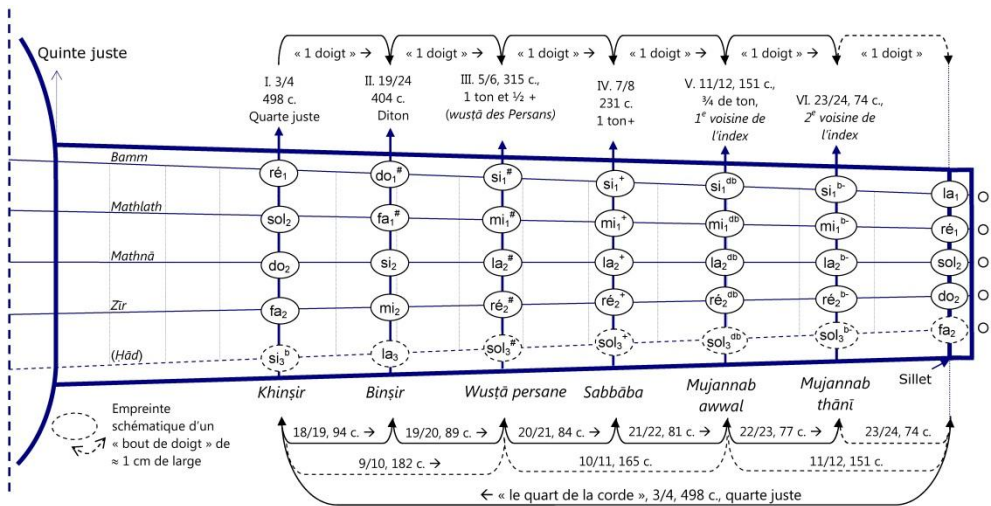 « 1 doigt » → « 1 doigt » → « 1 doigt » → « 1 doigt » → « 1 doigt » → « 1 doigt »
Quinte juste
I. 3/4
498 c.
Quarte juste
II. 19/24
404 c.
Diton
III. 5/6, 315 c.,
1 ton et ½ +
(wusṭā des Persans)
IV. 7/8
231 c.
1 ton+
V. 11/12, 151 c.,
¾ de ton,
1e voisine de
l'index
VI. 23/24, 74 c.,
2e voisine de
l'index
Bamm
ré1 do1# si1# si1+ si1db si1b- la1
Mathlath
sol2 fa1# mi1# mi1+ mi1db mi1b- ré1
Mathnā
do2 si2 la2# la2+ la2db la2b- sol2
Zīr
fa2 mi2 ré2# ré2+ ré2db ré2b- do2
(Ḥād)
si3b la3 sol3# sol3+ sol3db sol3b- fa2
Khinṣir
Binṣir
Wusṭā persane
Sabbāba
Mujannab
awwal
Mujannab
thānī
Sillet
Empreinte
schématique d'un
« bout de doigt » de
≈ 1 cm de large
18/19, 94 c. → 19/20, 89 c. → 20/21, 84 c. → 21/22, 81 c. → 22/23, 77 c. → 23/24, 74 c.
9/10, 182 c. → 10/11, 165 c. 11/12, 151 c.
← « le quart de la corde », 3/4, 498 c., quarte juste